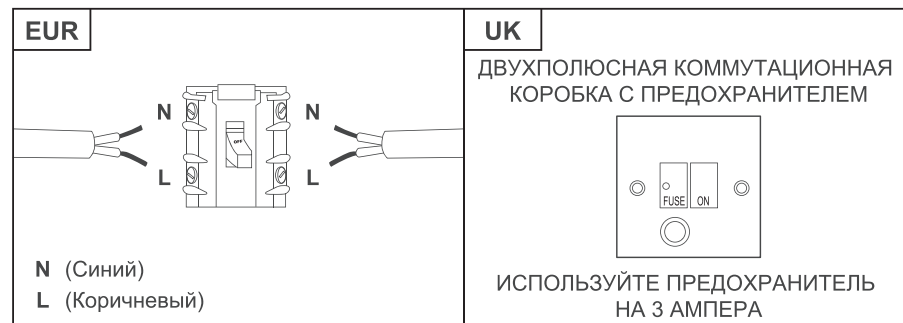 EUR
N
N
OFF
L
L
N (Синий)
L (Коричневый)
UK
ДВУХПОЛЮСНАЯ КОММУТАЦИОННАЯ
КОРОБКА С ПРЕДОХРАНИТЕЛЕМ
FUSE ON
ИСПОЛЬЗУЙТЕ ПРЕДОХРАНИТЕЛЬ
НА 3 АМПЕРА